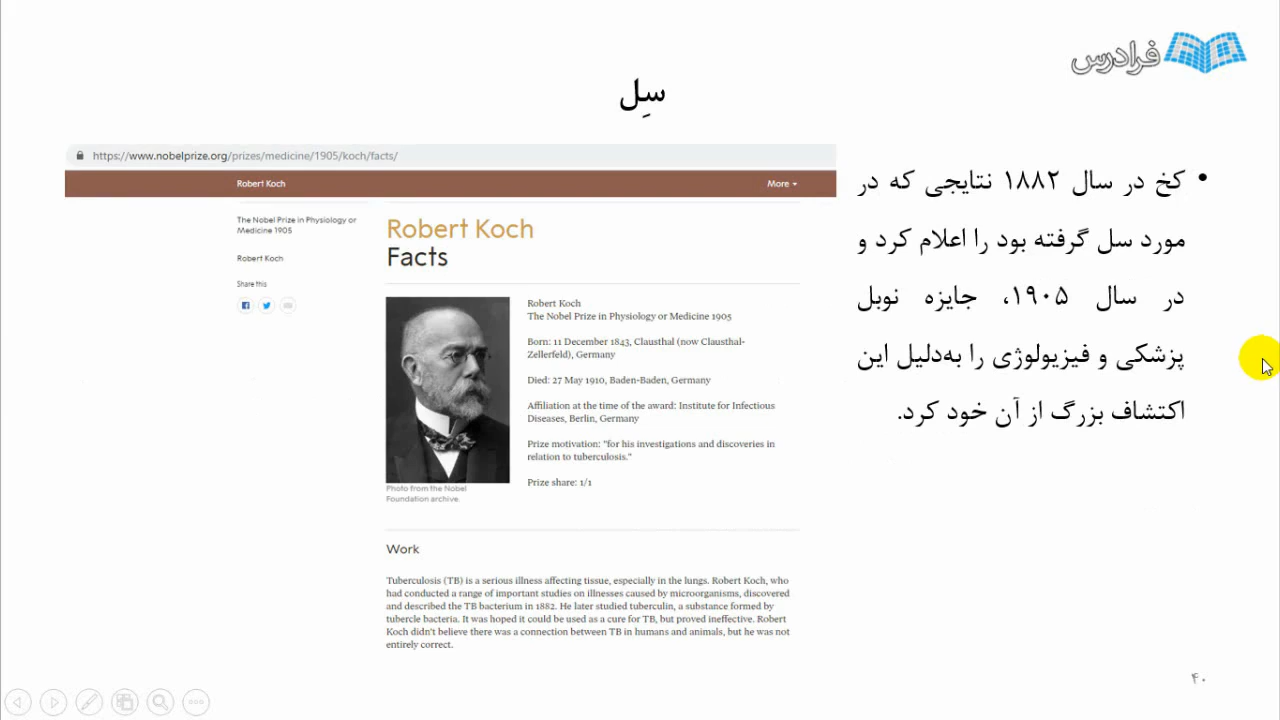 فرادرس
سِل
کخ در سال ۱۸۸۲ نتایجی که در
مورد سل گرفته بود را اعلام کرد و
در سال ۱۹۰۵، جایزه نوبل
پزشکی و فیزیولوژی را به‌دلیل این
اکتشاف بزرگ از آن خود کرد.
https://www.nobelprize.org/prizes/medicine/1905/koch/facts/
Robert Koch
More
The Nobel Prize in Physiology or
Medicine 1905
Robert Koch
Share this
Robert Koch
Facts
Robert Koch
The Nobel Prize in Physiology or Medicine 1905
Born: 11 December 1843, Clausthal (now Clausthal-
Zellerfeld), Germany
Died: 27 May 1910, Baden-Baden, Germany
Affiliation at the time of the award: Institute for Infectious
Diseases, Berlin, Germany
Prize motivation: "for his investigations and discoveries in
relation to tuberculosis."
Prize share: 1/1
Photo from the Nobel
Foundation archive.
Work
Tuberculosis (TB) is a serious illness affecting tissue, especially in the lungs. Robert Koch, who
had conducted a range of important studies on illnesses caused by microorganisms, discovered
and described the TB bacterium in 1882. He later studied tuberculin, a substance formed by
tubercle bacteria. It was hoped it could be used as a cure for TB, but proved ineffective. Robert
Koch didn't believe there was a connection between TB in humans and animals, but he was not
entirely correct.
۴۰